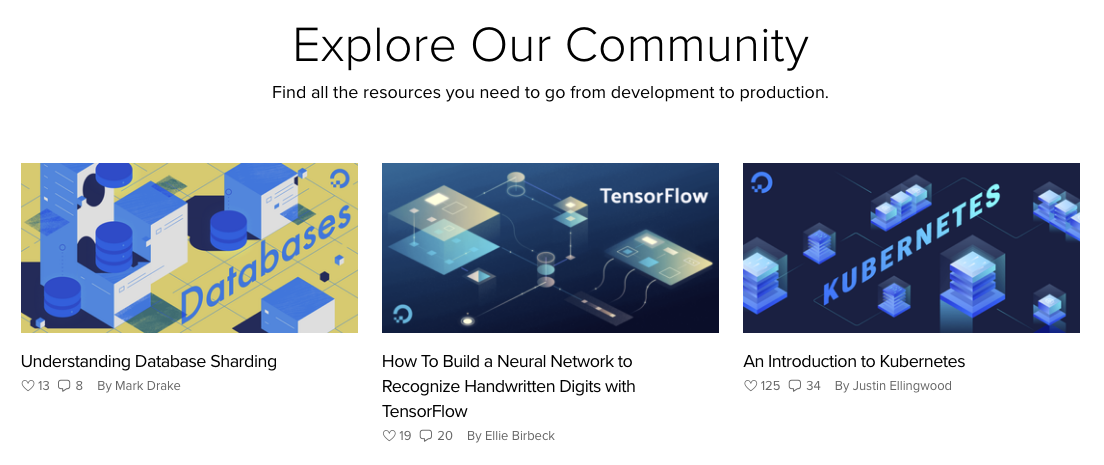 Explore Our Community
Find all the resources you need to go from development to production.
Databases
TensorFlow
KUBERNETES
Understanding Database Sharding
13 8 By Mark Drake
How To Build a Neural Network to
Recognize Handwritten Digits with
TensorFlow
19 20 By Ellie Birbeck
An Introduction to Kubernetes
125 34 By Justin Ellingwood